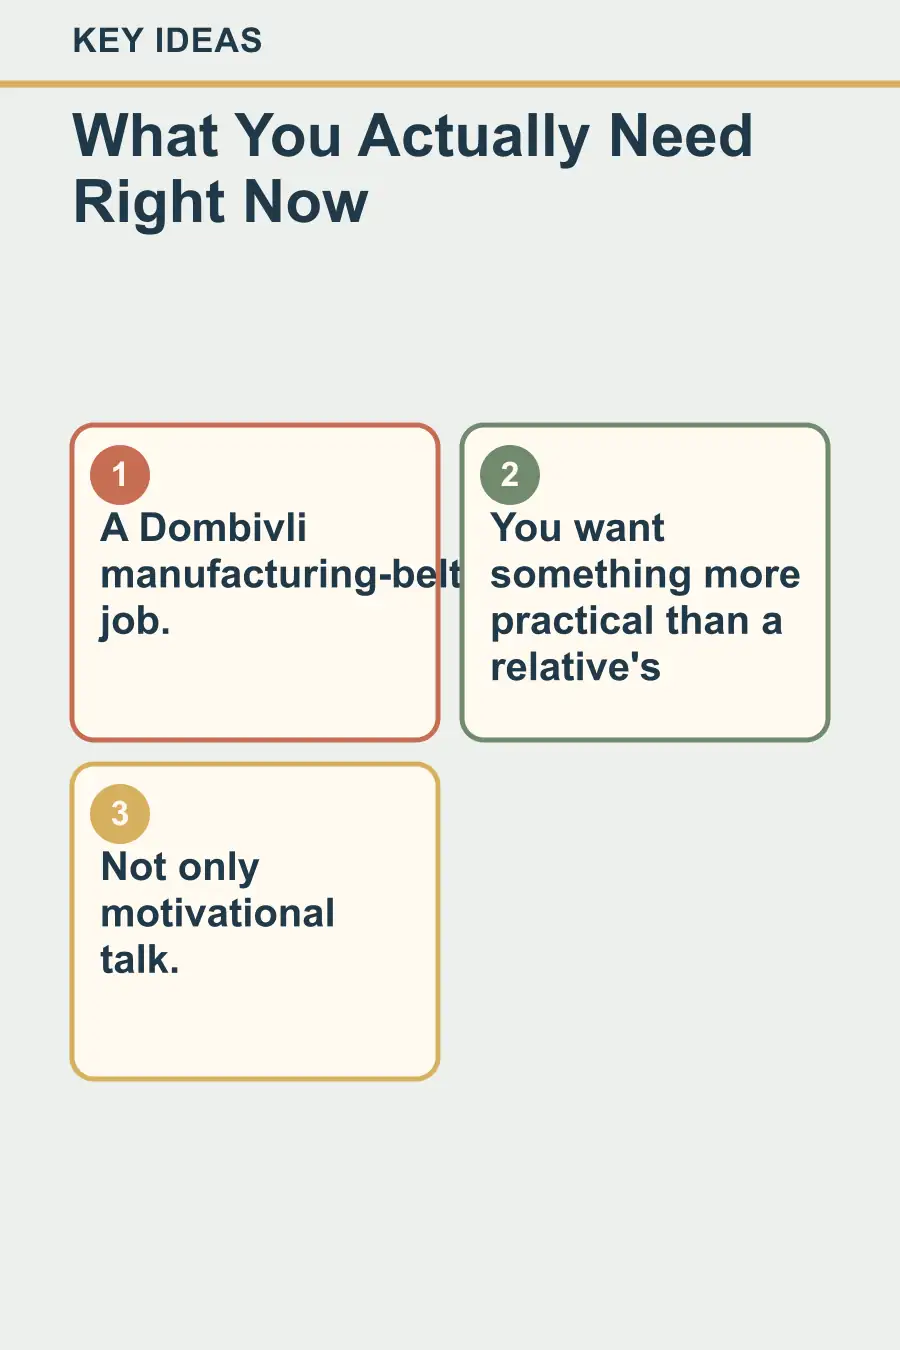 KEY IDEAS
What You Actually Need
Right Now
1
A Dombivli
manufacturing-belt
job.
2
You want
something more
practical than a
relative's
3
Not only
motivational
talk.